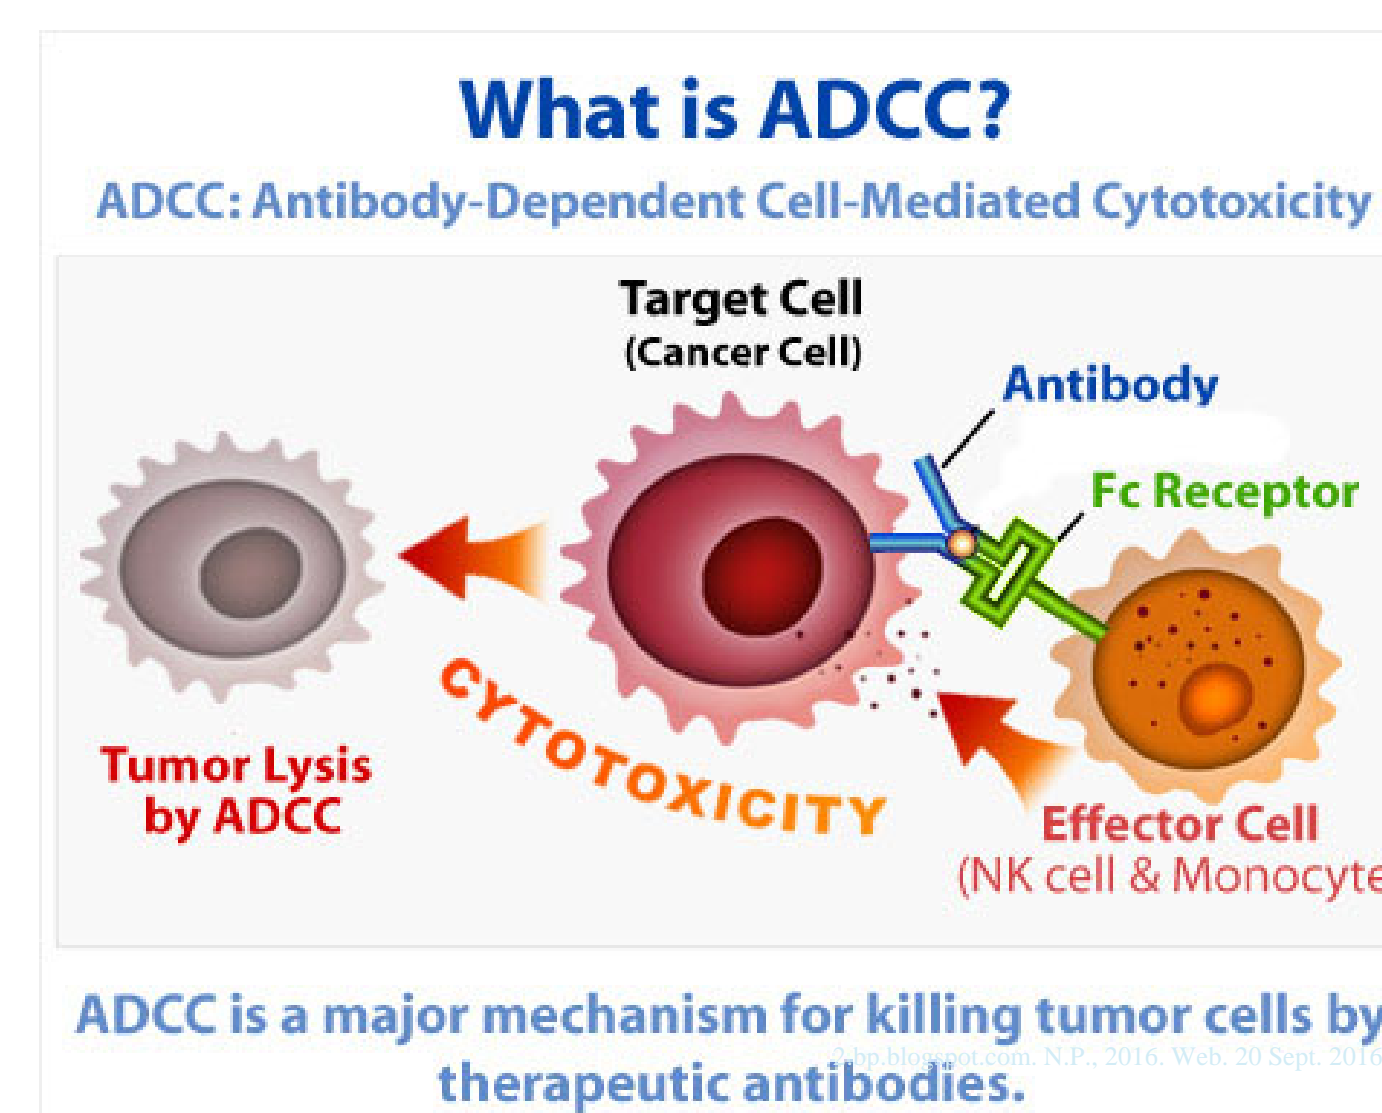 What is ADCC?
ADCC: Antibody-Dependent Cell-Mediated Cytotoxicity
Target Cell
(Cancer Cell)
Antibody
Fc Receptor
CYTOTOXICITY
Tumor Lysis
by ADCC
Effector Cell
(NK cell & Monocyte
ADCC is a major mechanism for killing tumor cells by
therapeutic antibodies.
2.bp.blogspot.com. N.P., 2016. Web. 20 Sept. 2016